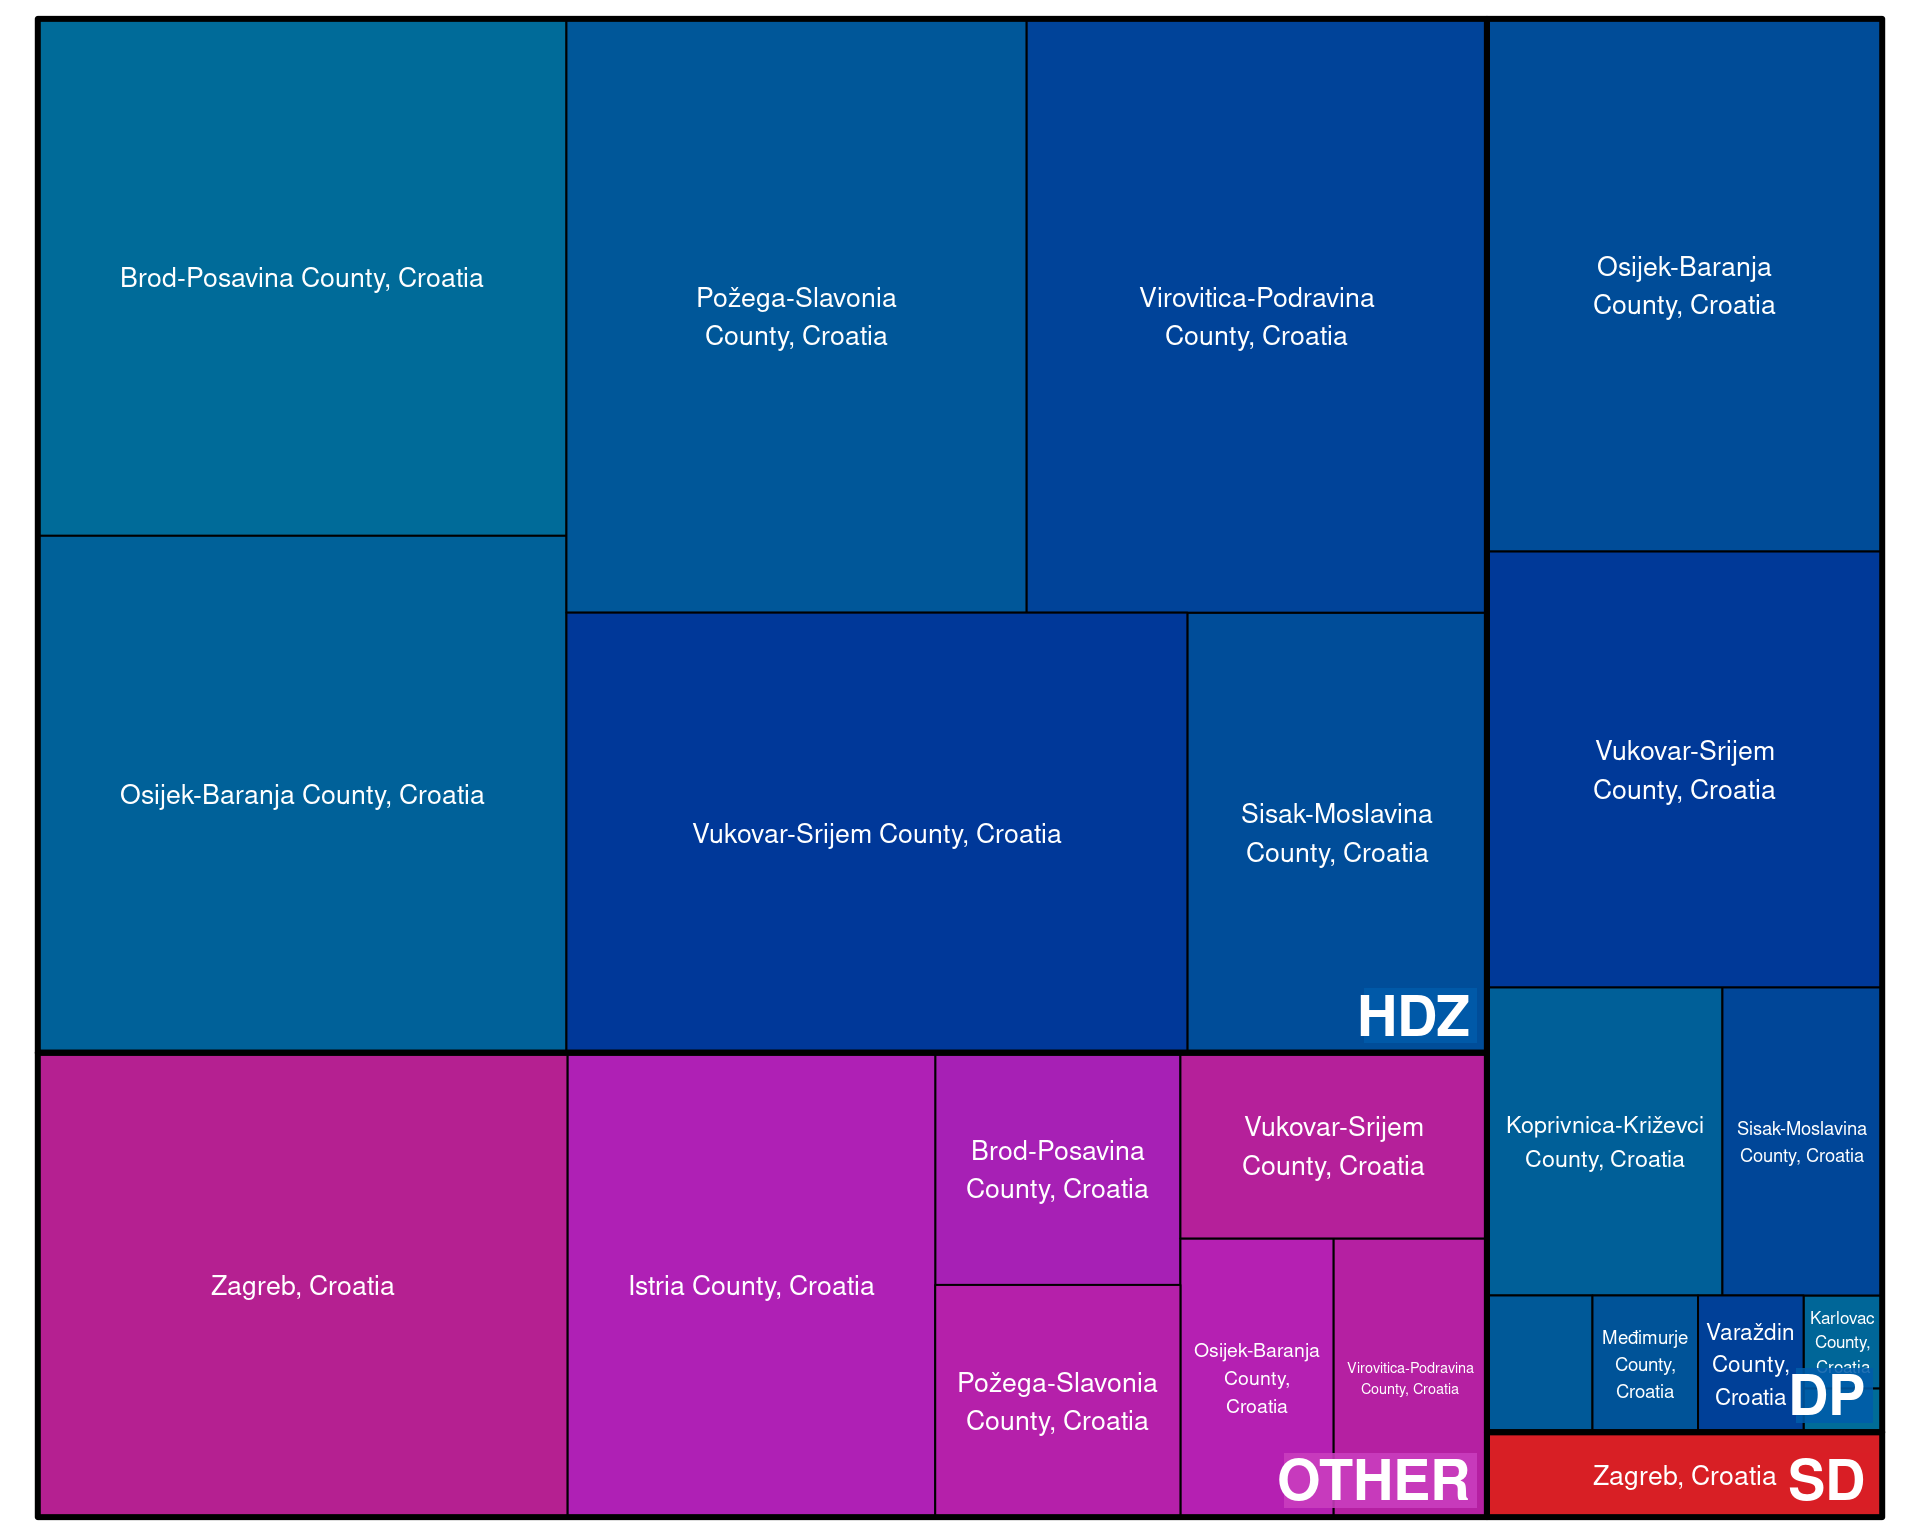 Brod-Posavina County, Croatia
Osijek-Baranja County, Croatia
Požega-Slavonia
County, Croatia
Virovitica-Podravina
County, Croatia
Vukovar-Srijem County, Croatia
Sisak-Moslavina
County, Croatia
HDZ
Zagreb, Croatia
Istria County, Croatia
Brod-Posavina
County, Croatia
Požega-Slavonia
County, Croatia
Vukovar-Srijem
County, Croatia
Osijek-Baranja
County,
Croatia
Virovitica-Podravina
County, Croatia
OTHER
Osijek-Baranja
County, Croatia
Vukovar-Srijem
County, Croatia
Koprivnica-Križevci
County, Croatia
Sisak-Moslavina
County, Croatia
Međimurje
County,
Croatia
Varaždin
County,
Croatia
Karlovac
County,
Croatia
DP
Zagreb, Croatia
SD